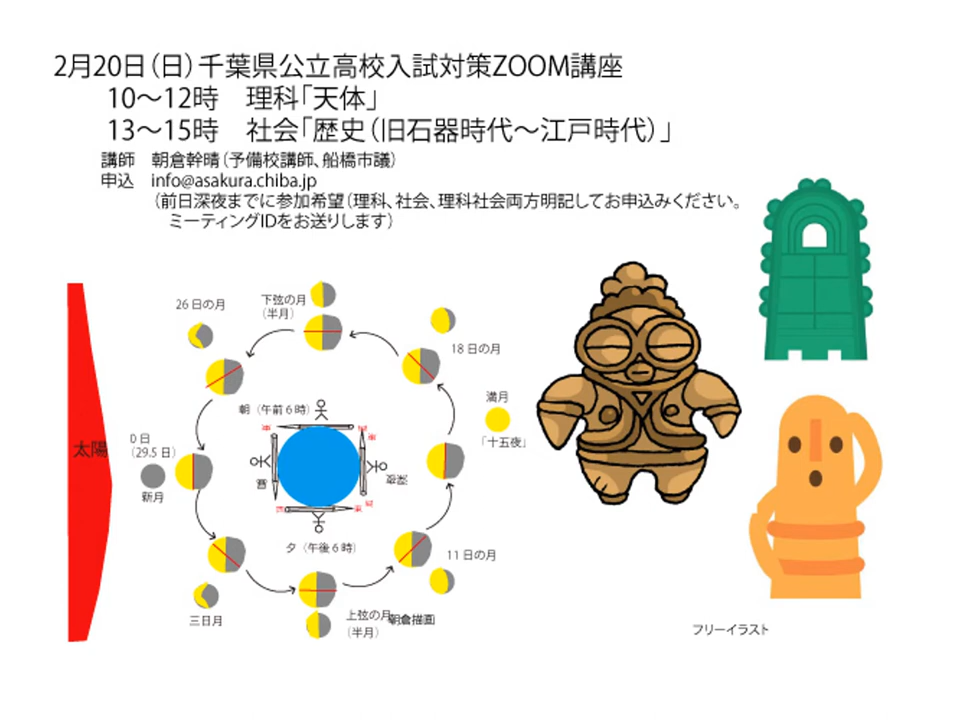 2月20日（日）千葉県公立高校入試対策ZOOM講座
10～12時　理科「天体」
13～15時　社会「歴史（旧石器時代～江戸時代）」
講師　朝倉幹晴（予備校講師、船橋市議）
申込　info@asakura.chiba.jp
（前日深夜までに参加希望（理科、社会、理科社会両方明記してお申込みください。
ミーティングIDをお送りします）
26日の月
下弦の月
（半月）
18日の月
朝（午前6時）
満月
「十五夜」
太陽
0日
（29.5日）
新月
昼
深夜
夕（午後6時）
11日の月
三日月
上弦の月
（半月）
朝倉描画
フリーイラスト